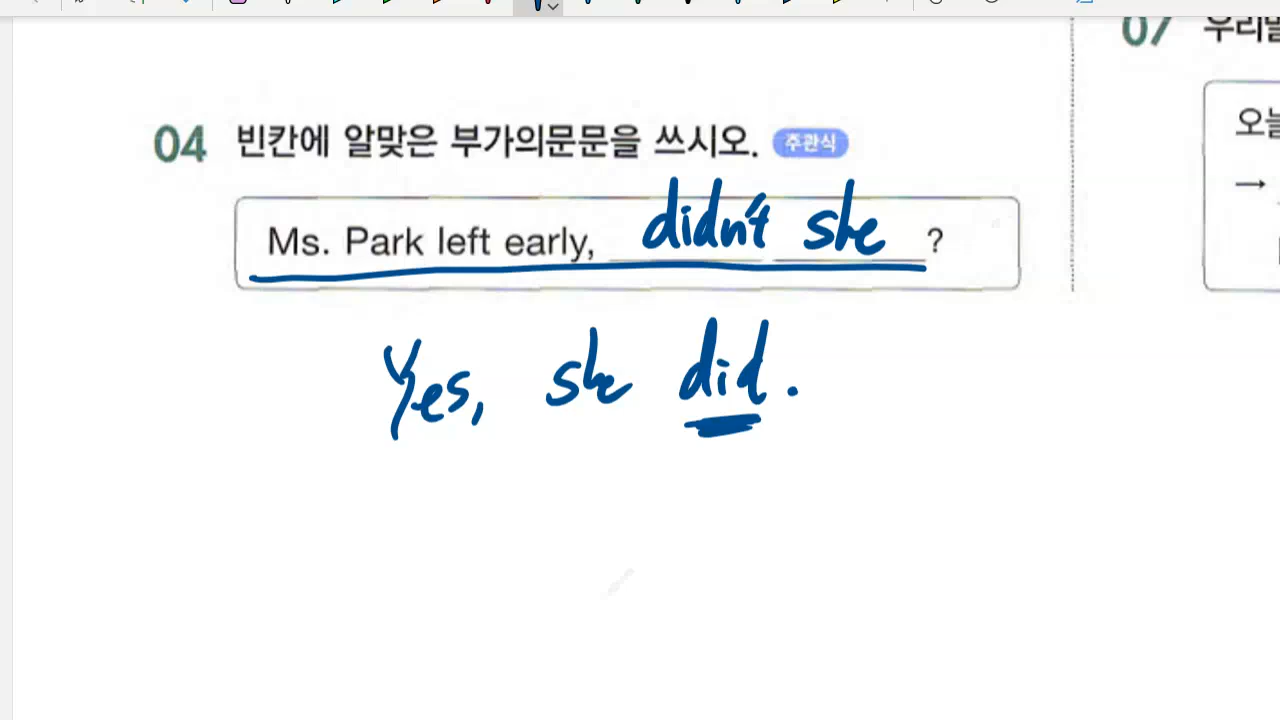 07
04 빈칸에 알맞은 부가의문문을 쓰시오. 주관식
Ms. Park left early, didn't she ?
Yes, she did.
→